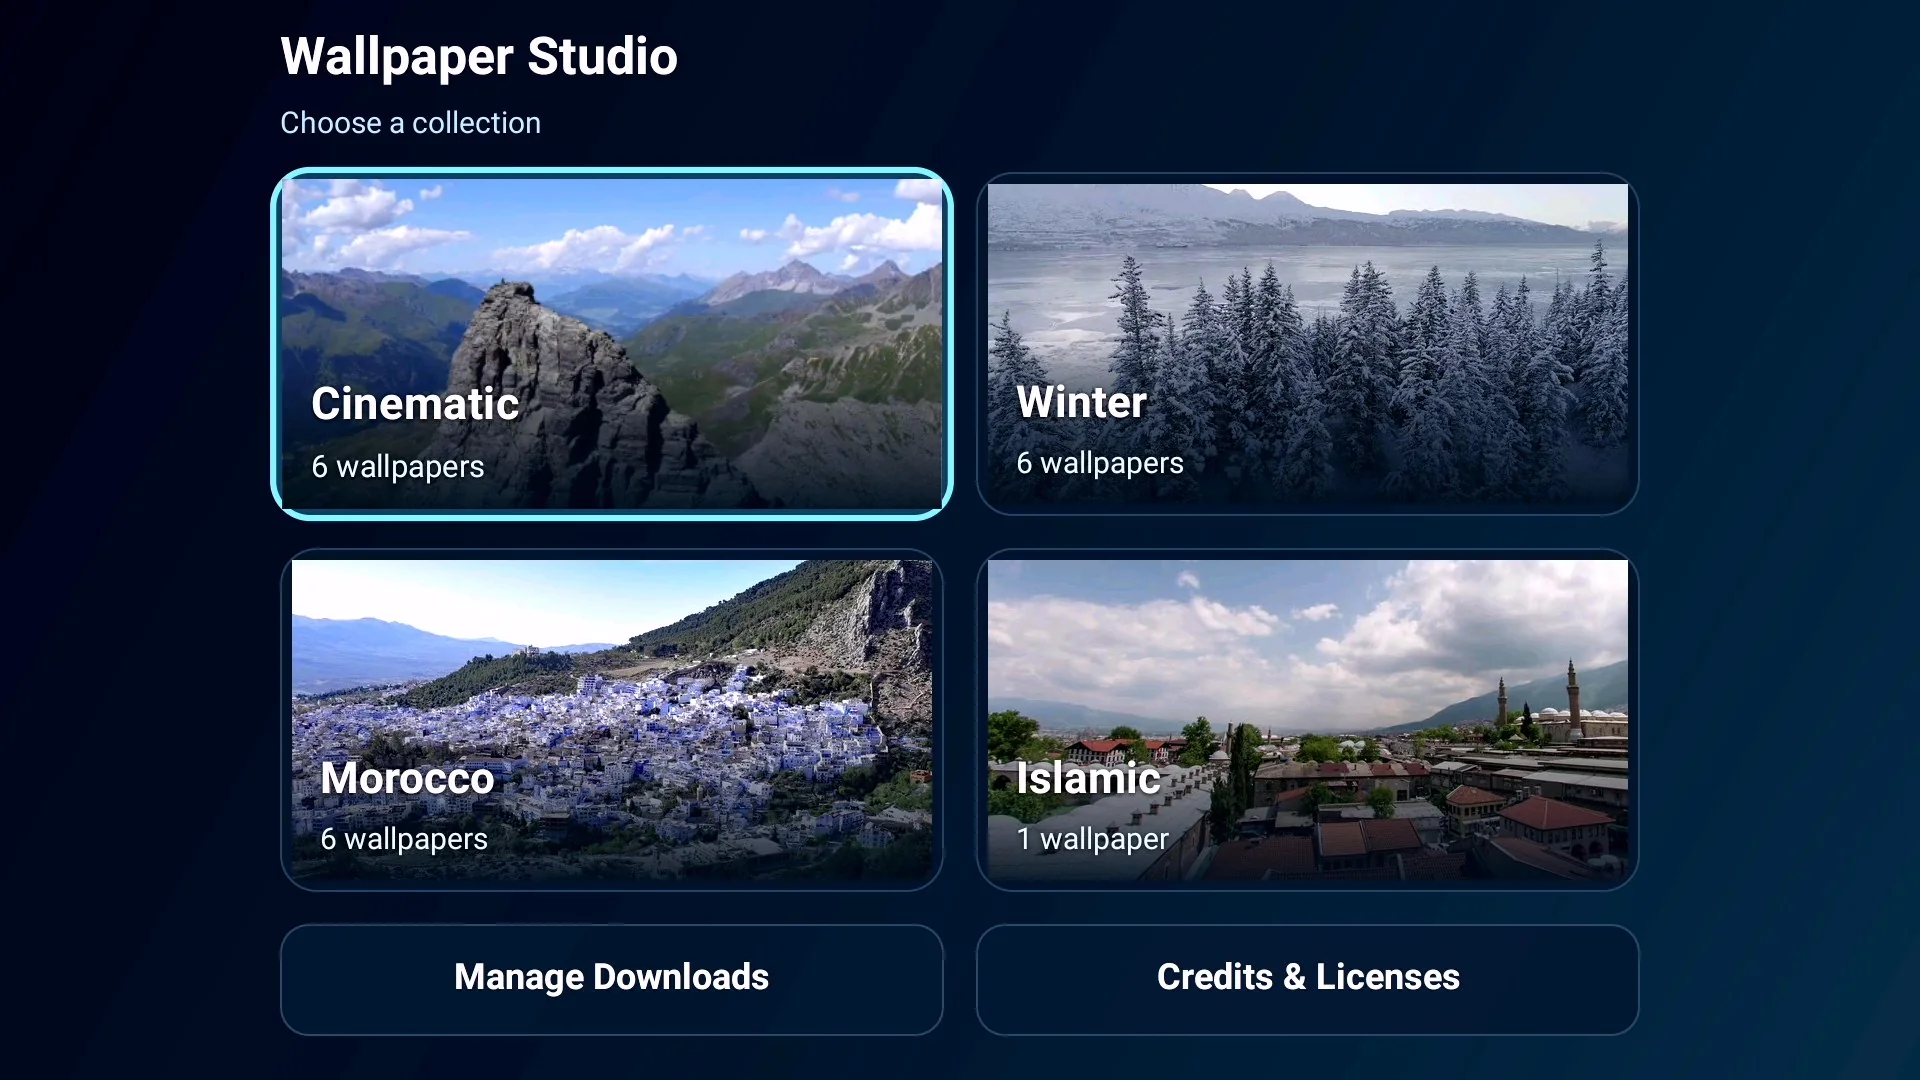 Wallpaper Studio
Choose a collection
Cinematic
6 wallpapers
Winter
6 wallpapers
Morocco
6 wallpapers
Islamic
1 wallpaper
Manage Downloads
Credits & Licenses